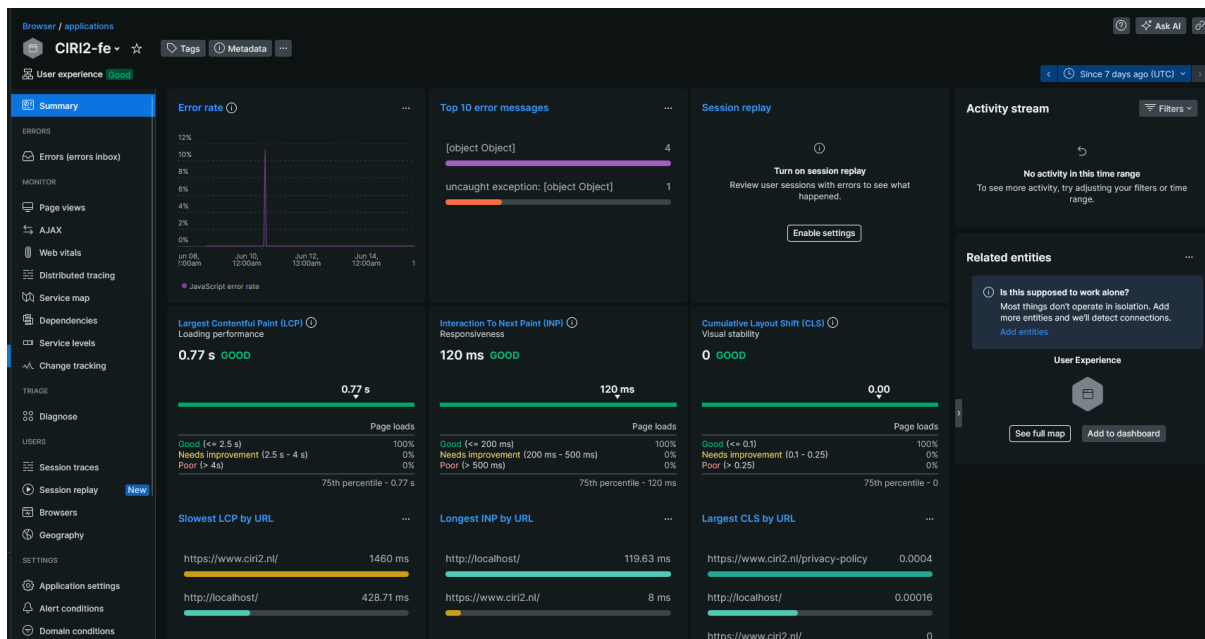 Browser / applications
CIRI2-fe
Tags
Metadata
...
Ask AI
User experience Good
Since 7 days ago (UTC)
Summary
ERRORS
Errors (errors inbox)
MONITOR
Page views
AJAX
Web vitals
Distributed tracing
Service map
Dependencies
Service levels
Change tracking
TRIAGE
Diagnose
USERS
Session traces
Session replay New
Browsers
Geography
SETTINGS
Application settings
Alert conditions
Domain conditions
Error rate
...
12%
10%
8%
6%
4%
2%
0%
un 08, Jun 10, Jun 12, Jun 14,
:00am 12:00am 12:00am 12:00am 1
JavaScript error rate
Top 10 error messages
...
[object Object] 4
uncaught exception: [object Object] 1
Session replay
Turn on session replay
Review user sessions with errors to see what
happened.
Enable settings
Activity stream
Filters
No activity in this time range
To see more activity, try adjusting your filters or time
range.
Largest Contentful Paint (LCP)
Loading performance
0.77 s GOOD
0.77 s
Page loads
Good (<= 2.5 s) 100%
Needs improvement (2.5 s - 4 s) 0%
Poor (> 4s) 0%
75th percentile - 0.77 s
Interaction To Next Paint (INP)
Responsiveness
120 ms GOOD
120 ms
Page loads
Good (<= 200 ms) 100%
Needs improvement (200 ms - 500 ms) 0%
Poor (> 500 ms) 0%
75th percentile - 120 ms
Cumulative Layout Shift (CLS)
Visual stability
0 GOOD
0.00
Page loads
Good (<= 0.1) 100%
Needs improvement (0.1 - 0.25) 0%
Poor (> 0.25) 0%
75th percentile - 0
Related entities
...
Is this supposed to work alone?
Most things don't operate in isolation. Add
more entities and we'll detect connections.
Add entities
User Experience
See full map
Add to dashboard
Slowest LCP by URL
...
https://www.ciri2.nl/ 1460 ms
http://localhost/ 428.71 ms
Longest INP by URL
...
http://localhost/ 119.63 ms
https://www.ciri2.nl/ 8 ms
Largest CLS by URL
...
https://www.ciri2.nl/privacy-policy 0.0004
http://localhost/ 0.00016
https://www.ciri2.nl/ 0